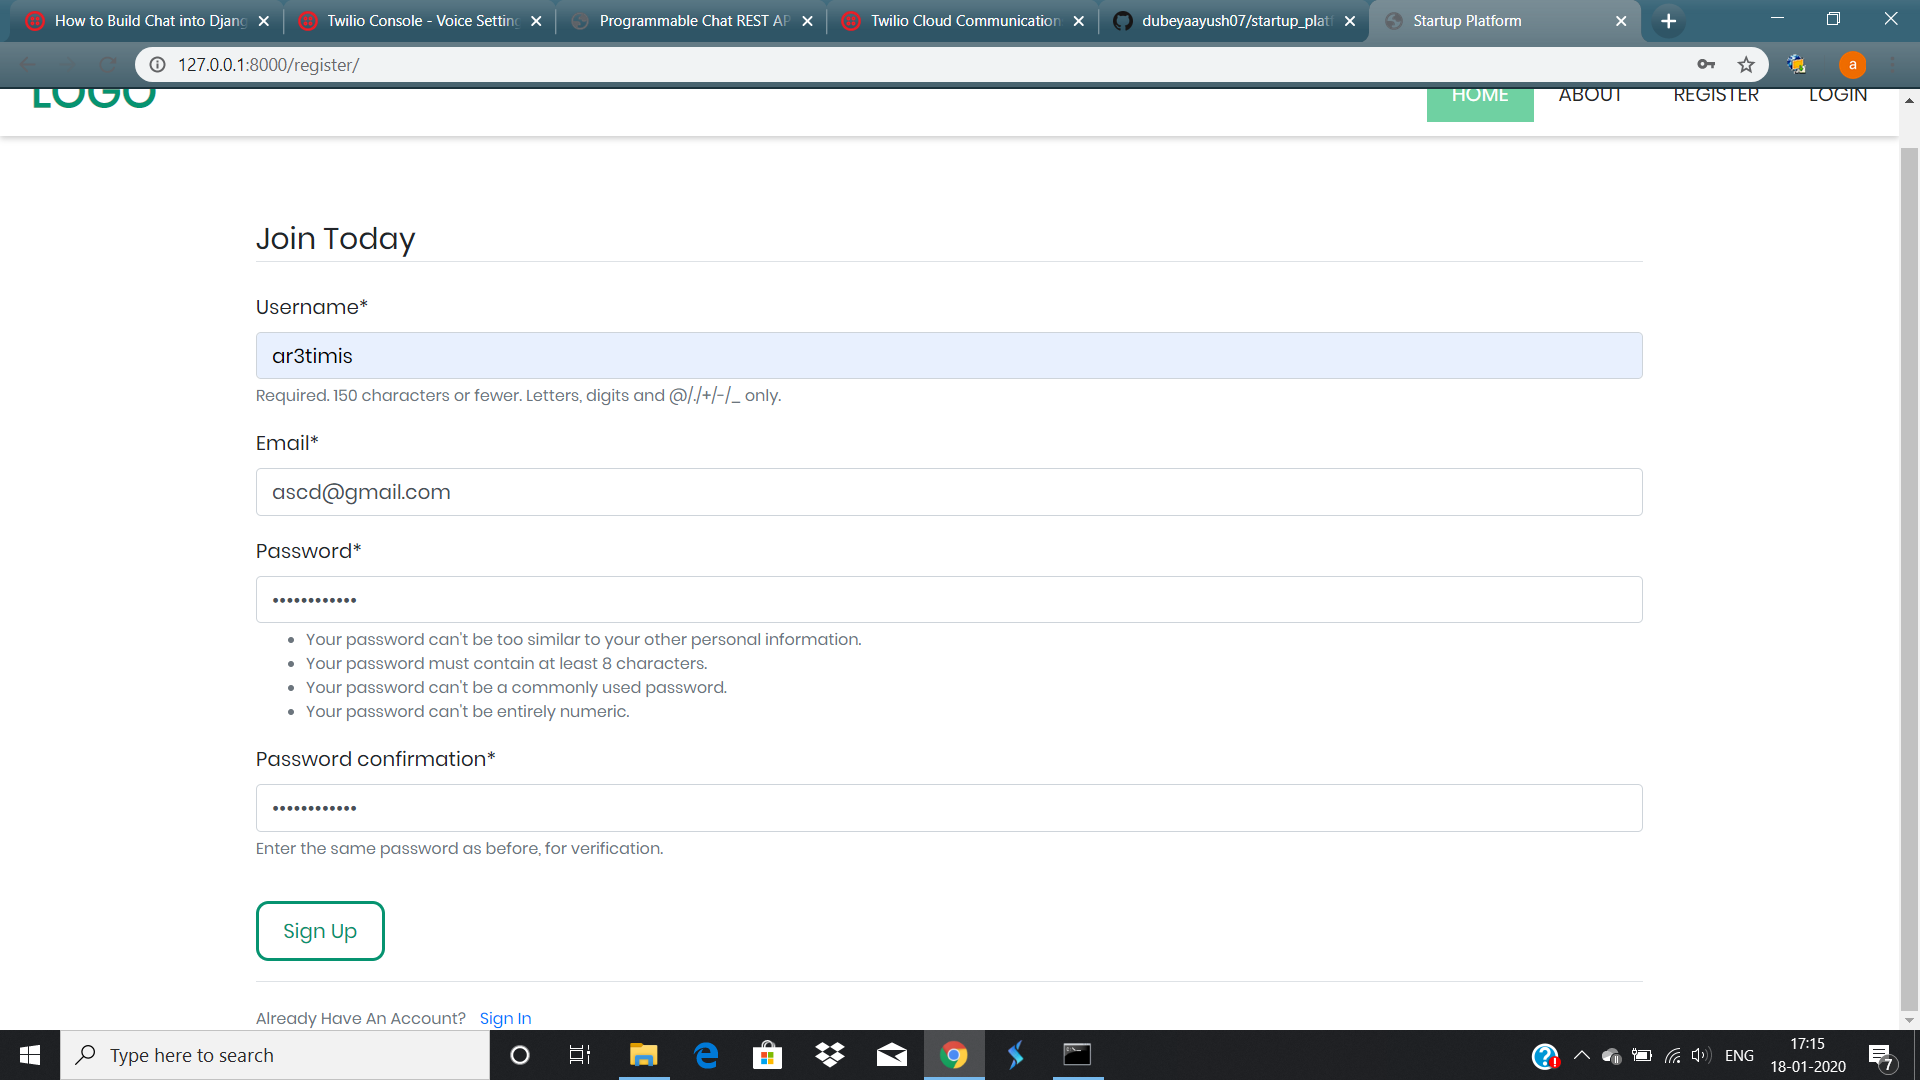 How to Build Chat into Djang
Twilio Console - Voice Setting
Programmable Chat REST AP
Twilio Cloud Communication
dubeyaayush07/startup_plat
Startup Platform
127.0.0.1:8000/register/
a
LOGO
HOME ABOUT REGISTER LOGIN
Join Today
Username*
ar3timis
Required. 150 characters or fewer. Letters, digits and @/./+/-/_ only.
Email*
ascd@gmail.com
Password*
••••••••••••
• Your password can't be too similar to your other personal information.
• Your password must contain at least 8 characters.
• Your password can't be a commonly used password.
• Your password can't be entirely numeric.
Password confirmation*
••••••••••••
Enter the same password as before, for verification.
Sign Up
Already Have An Account? Sign In
Type here to search
ENG
17:15
18-01-2020
7